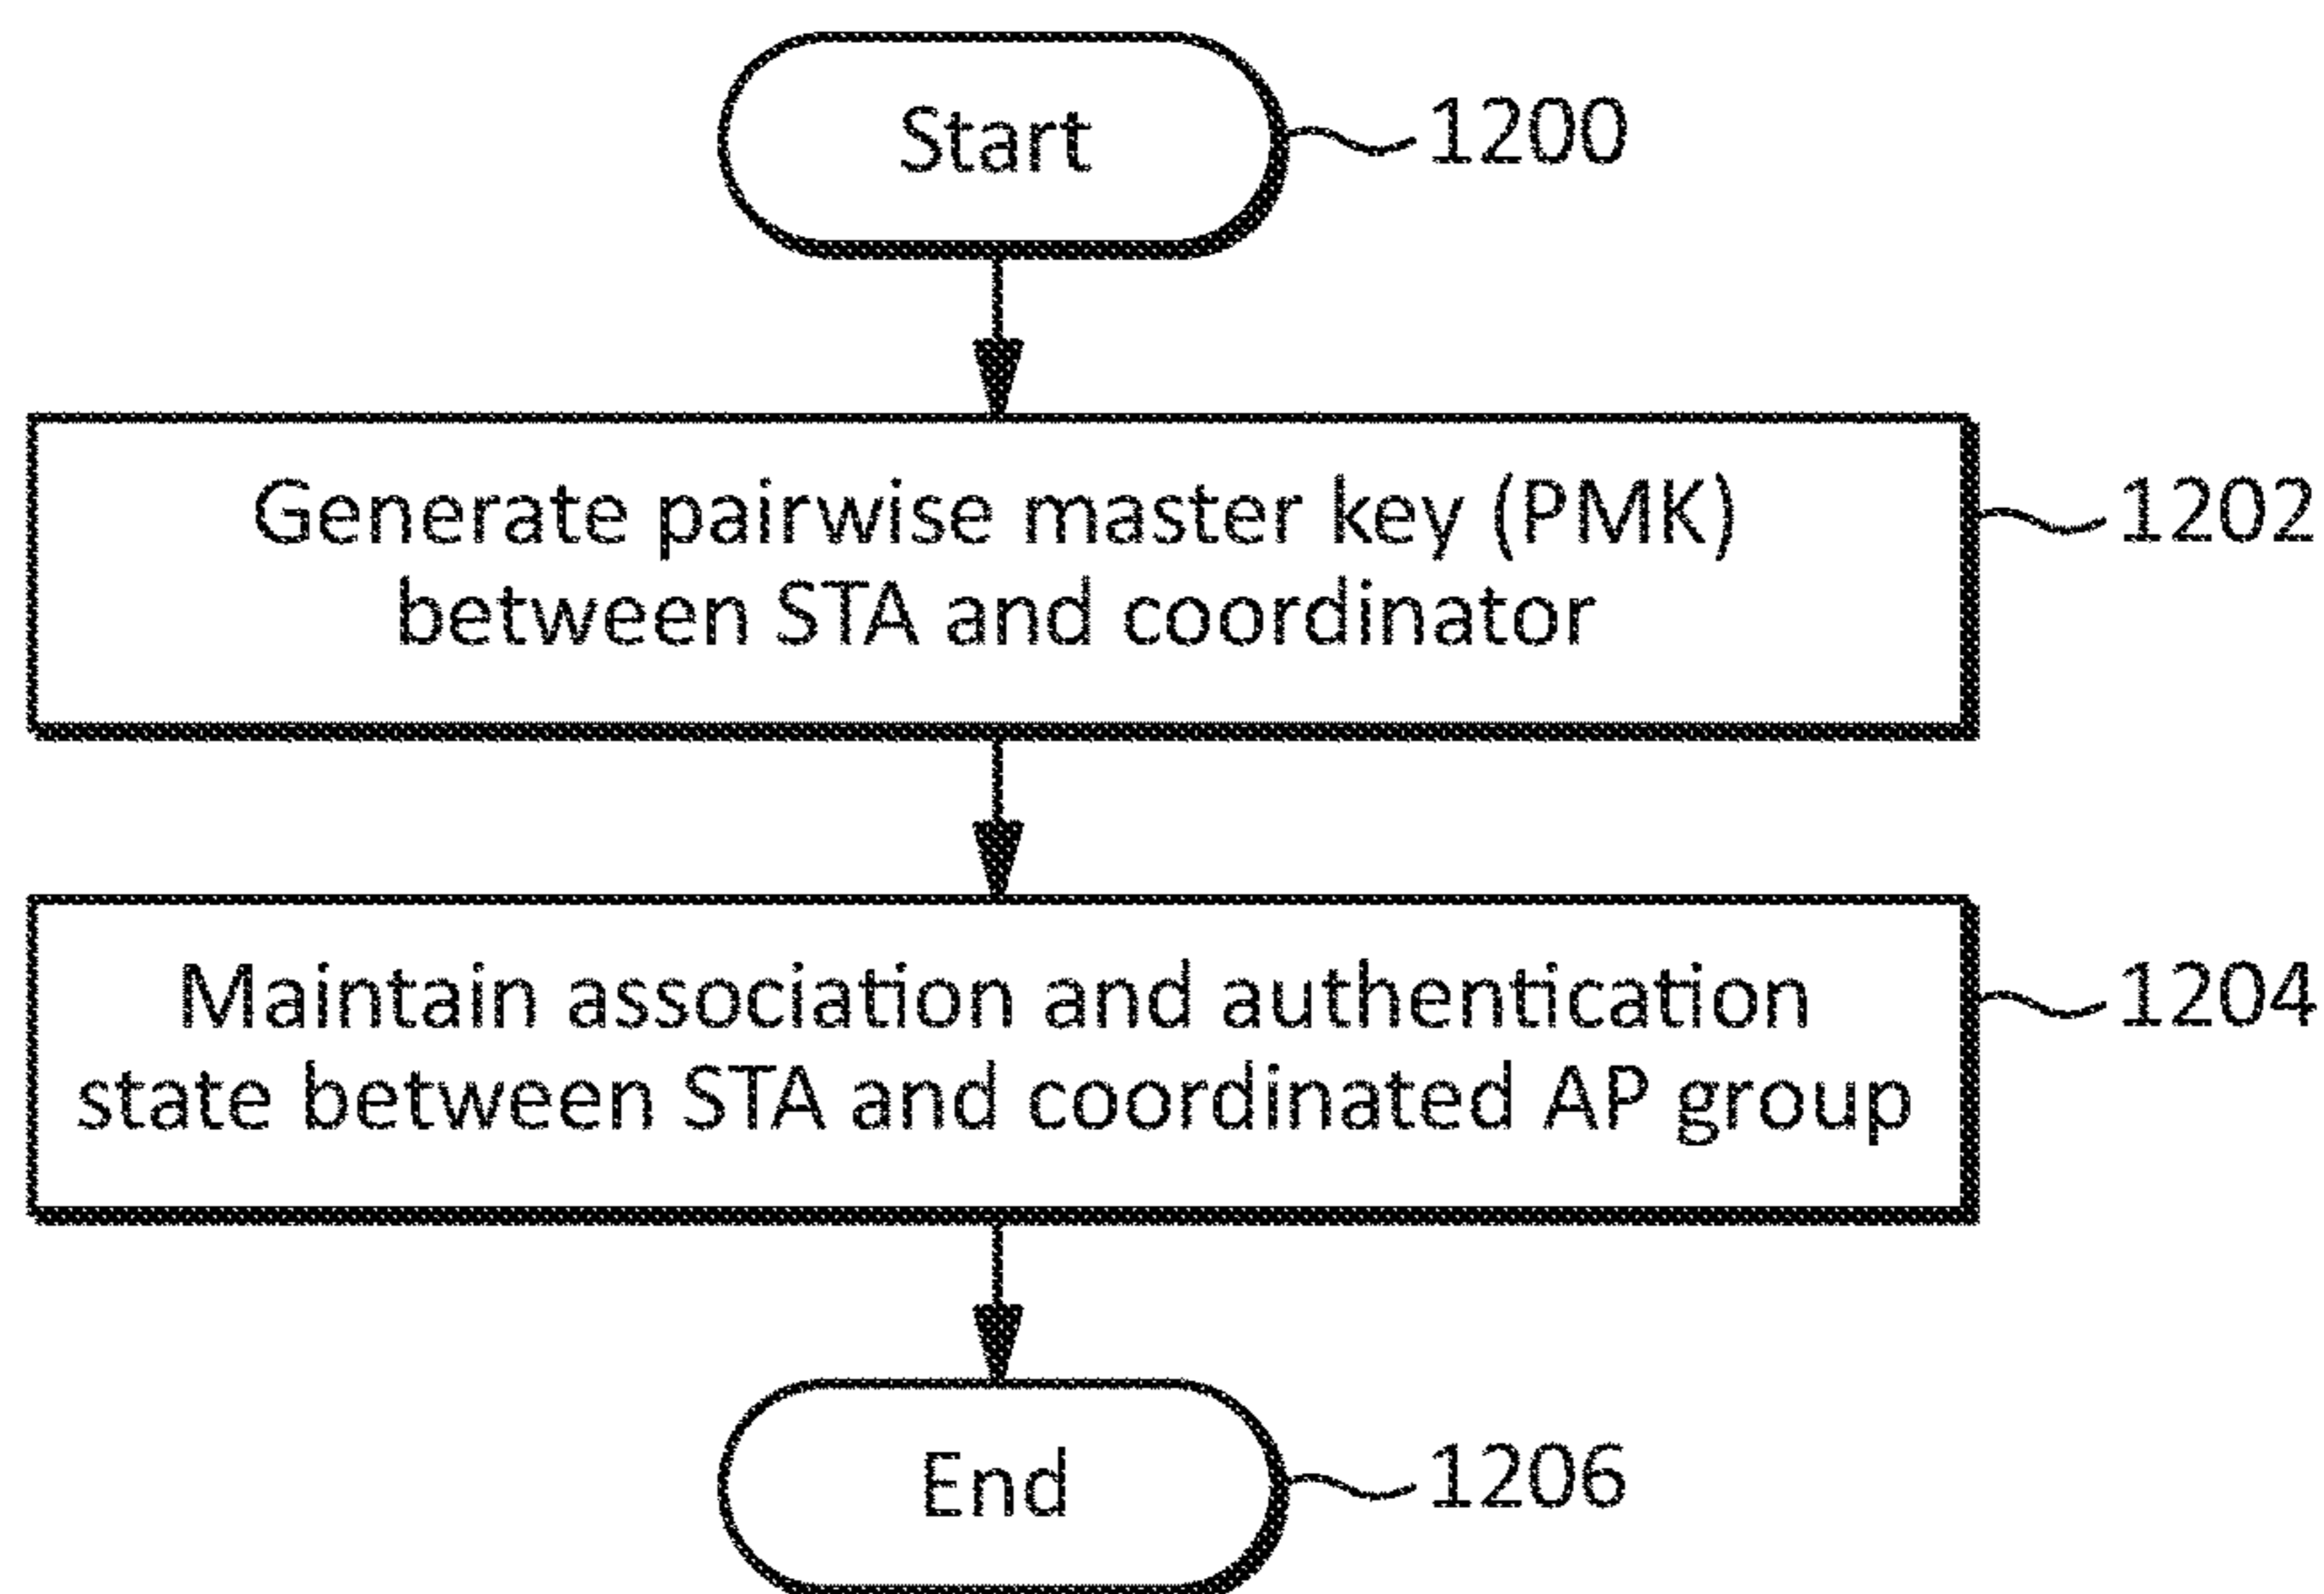 Start
1200
Generate pairwise master key (PMK)
between STA and coordinator
1202
Maintain association and authentication
state between STA and coordinated AP group
1204
End
1206